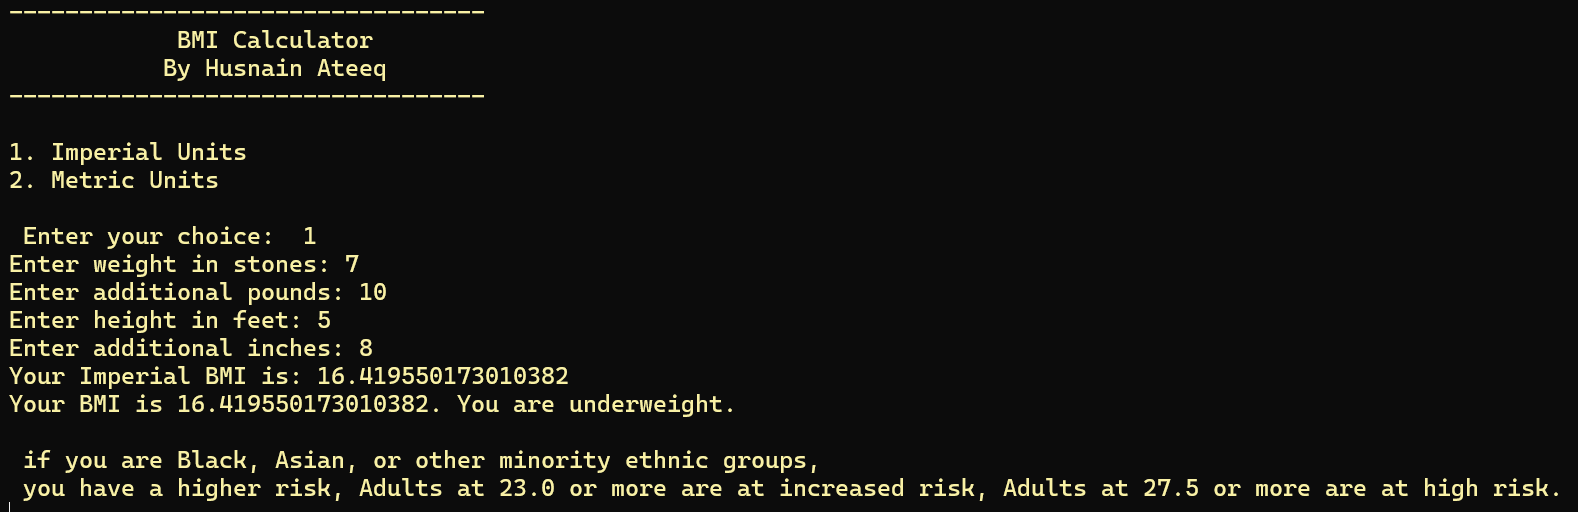 ----------------------------------
BMI Calculator
By Husnain Ateeq
----------------------------------
1. Imperial Units
2. Metric Units
Enter your choice:  1
Enter weight in stones: 7
Enter additional pounds: 10
Enter height in feet: 5
Enter additional inches: 8
Your Imperial BMI is: 16.419550173010382
Your BMI is 16.419550173010382. You are underweight.
if you are Black, Asian, or other minority ethnic groups,
you have a higher risk, Adults at 23.0 or more are at increased risk, Adults at 27.5 or more are at high risk.